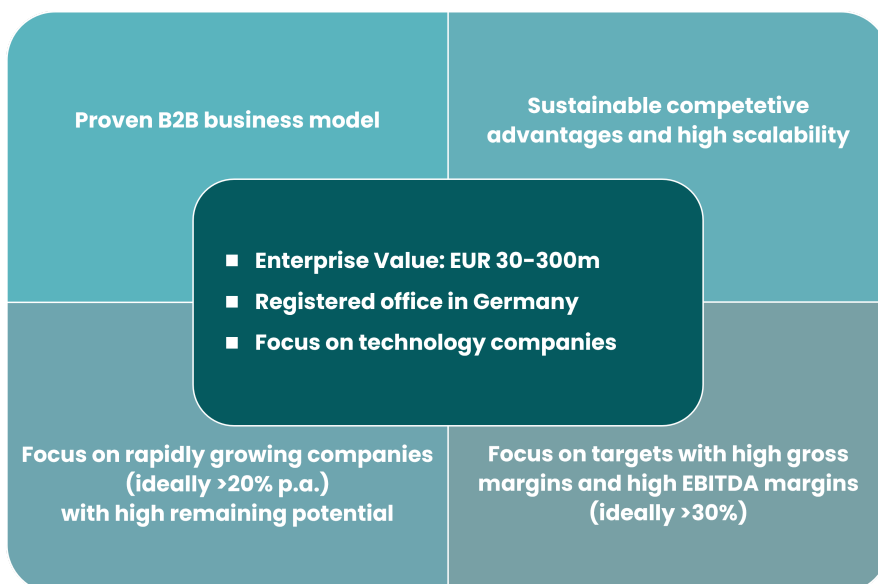 Proven B2B business model
Sustainable competetive
advantages and high scalability
■ Enterprise Value: EUR 30-300m
■ Registered office in Germany
■ Focus on technology companies
Focus on rapidly growing companies
(ideally >20% p.a.)
with high remaining potential
Focus on targets with high gross
margins and high EBITDA margins
(ideally >30%)